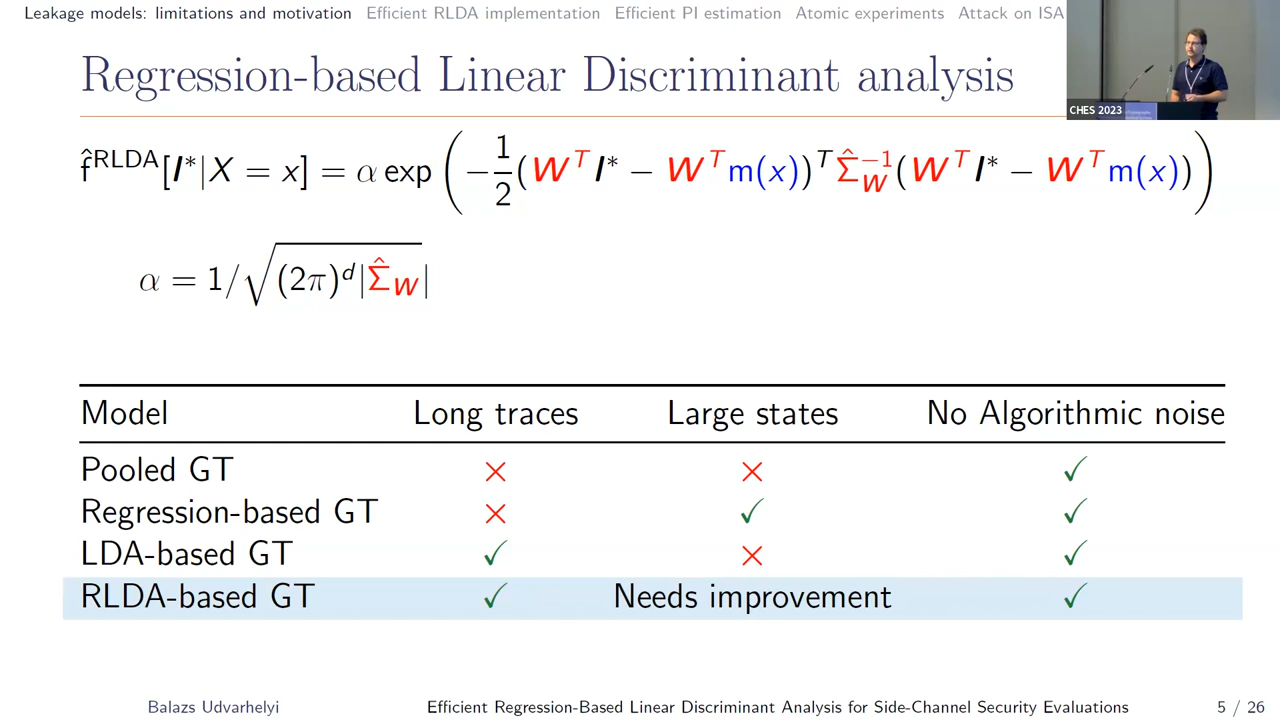 Leakage models: limitations and motivation Efficient RLDA implementation Efficient PI estimation Atomic experiments Attack on ISA
Regression-based Linear Discriminant analysis
CHES 2023
f̂^RLDA[l*|X = x] = α exp(−1/2(W^T l* − W^T m(x))^T Σ̂_W^−1(W^T l* − W^T m(x)))
α = 1/√((2π)^d|Σ̂_W|)
Model Long traces Large states No Algorithmic noise
Pooled GT × × ✓
Regression-based GT × ✓ ✓
LDA-based GT ✓ × ✓
RLDA-based GT ✓ Needs improvement ✓
Balazs Udvarhelyi Efficient Regression-Based Linear Discriminant Analysis for Side-Channel Security Evaluations 5 / 26